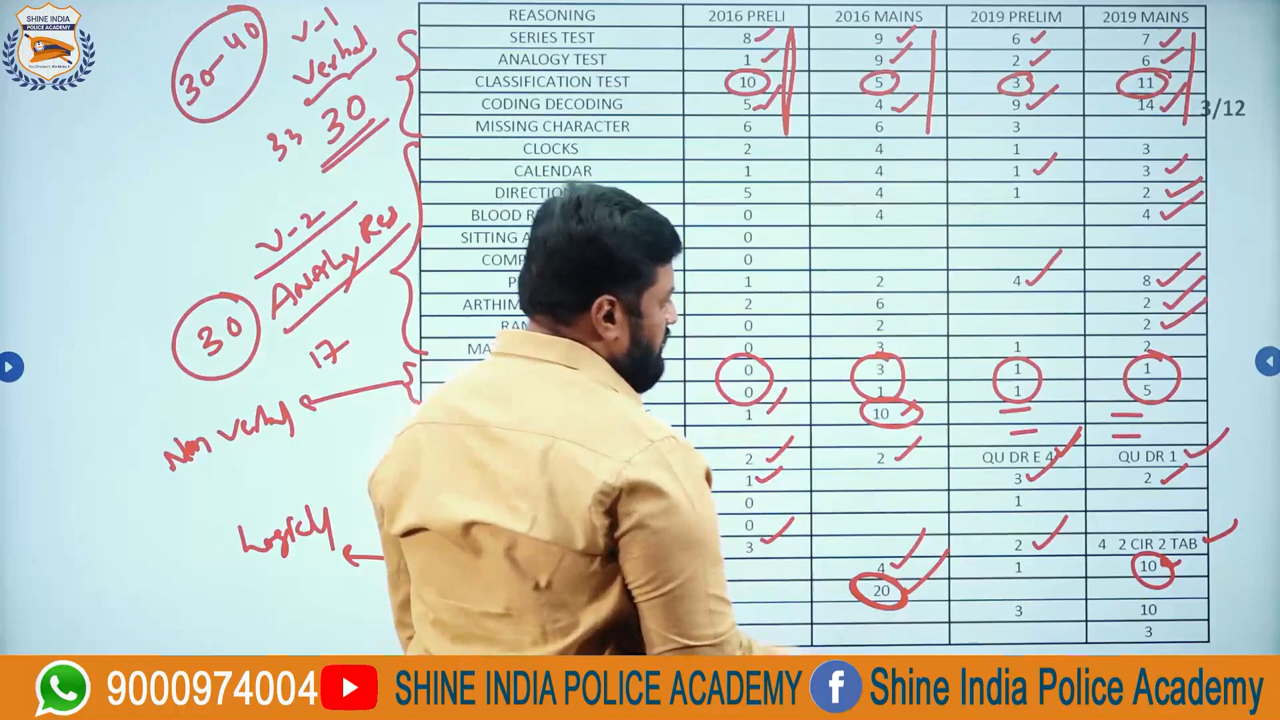 SHINE INDIA
POLICE ACADEMY
30-40
V-1
Verbal
33 30
V-2
30
17
Non verbal
REASONING 2016 PRELI 2016 MAINS 2019 PRELIM 2019 MAINS
SERIES TEST 8 9 6 7
ANALOGY TEST 1 9 2 6
CLASSIFICATION TEST 10 5 3 11
CODING DECODING 5 4 9 14
3/12
MISSING CHARACTER 6 6 3
CLOCKS 2 4 1 3
CALENDAR 1 4 1 3
5 4 1 2
BLOOD 0 4 4
SITTING 0
0
1 2 4 8
2 6 2
0 2 2
0 3 1 2
0 3 1 1
0 1 1 5
1 10
2 2 QU DR E 4 QU DR 1
1 3 2
0 1
0
3 2 4 2 CIR 2 TAB
4 1 10
20
3 10
3
9000974004 SHINE INDIA POLICE ACADEMY Shine India Police Academy